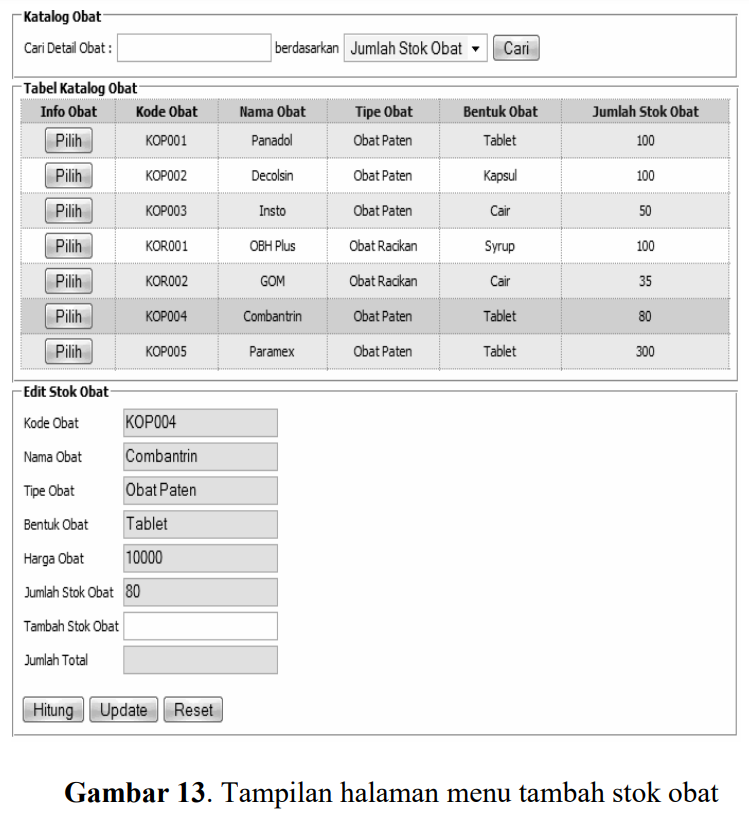 Katalog Obat
Cari Detail Obat : berdasarkan Jumlah Stok Obat Cari
Tabel Katalog Obat
Info Obat Kode Obat Nama Obat Tipe Obat Bentuk Obat Jumlah Stok Obat
Pilih KOP001 Panadol Obat Paten Tablet 100
Pilih KOP002 Decolsin Obat Paten Kapsul 100
Pilih KOP003 Insto Obat Paten Cair 50
Pilih KOR001 OBH Plus Obat Racikan Syrup 100
Pilih KOR002 GOM Obat Racikan Cair 35
Pilih KOP004 Combantrin Obat Paten Tablet 80
Pilih KOP005 Paramex Obat Paten Tablet 300
Edit Stok Obat
Kode Obat KOP004
Nama Obat Combantrin
Tipe Obat Obat Paten
Bentuk Obat Tablet
Harga Obat 10000
Jumlah Stok Obat 80
Tambah Stok Obat
Jumlah Total
Hitung Update Reset
Gambar 13. Tampilan halaman menu tambah stok obat